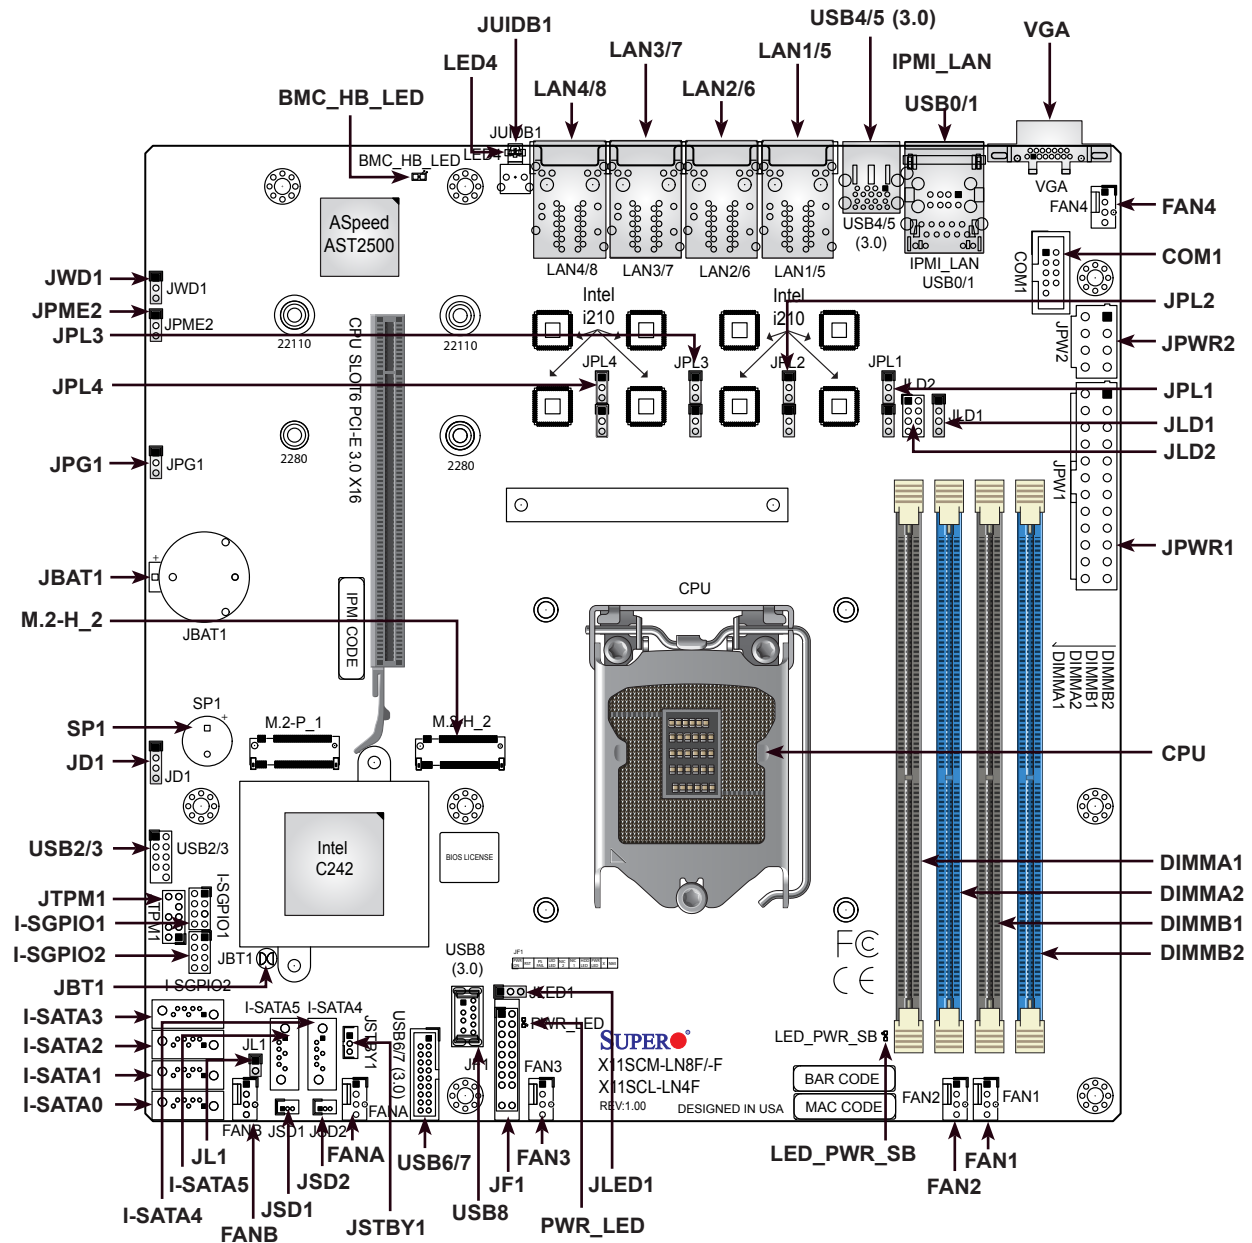 USB4/5 (3.0)
JUIDB1
VGA
LAN3/7
LAN1/5
LED4
IPMI_LAN
BMC_HB_LED
LAN4/8
LAN2/6
USB0/1
JUIDB1
LED4
BMC_HB_LED
VGA
FAN4
FAN4
ASpeed
AST2500
USB4/5
(3.0)
LAN4/8
LAN3/7
LAN2/6
LAN1/5
IPMI_LAN
USB0/1
COM1
COM1
JWD1
JWD1
JPME2
JPME2
JPL3
JPL4
22110
22110
CPU SLOT6 PCI-E 3.0 X16
Intel
i210
Intel
i210
JPL2
JPW2
JPWR2
JPL4
JPL3
JPL2
JPL1
JPL1
JLD2
JLD1
JLD1
JLD2
JPG1
JPG1
2280
2280
JPW1
JPWR1
JBAT1
JBAT1
M.2-H_2
IPMI CODE
CPU
DIMMA1
DIMMA2
DIMMB1
DIMMB2
SP1
SP1
M.2-P_1
M.2-H_2
CPU
JD1
JD1
USB2/3
USB2/3
Intel
C242
BIOS LICENSE
DIMMA1
DIMMA2
DIMMB1
DIMMB2
JTPM1
JTPM1
I-SGPIO1
I-SGPIO1
I-SGPIO2
I-SGPIO2
JBT1
JBT1
USB8
(3.0)
JF1
FC
CE
I-SATA3
I-SATA2
I-SATA1
I-SATA0
I-SATA5
I-SATA4
JL1
JSTBY1
USB6/7 (3.0)
JLED1
PWR_LED
JF1
FAN3
SUPER
X11SCM-LN8F/-F
X11SCL-LN4F
REV:1.00
DESIGNED IN USA
LED_PWR_SB
BAR CODE
MAC CODE
FAN2
FAN1
FANB
JSD1
JSD2
FANA
JL1
I-SATA5
I-SATA4
FANB
JSD1
JSD2
FANA
JSTBY1
USB6/7
USB8
JF1
FAN3
PWR_LED
JLED1
LED_PWR_SB
FAN2
FAN1